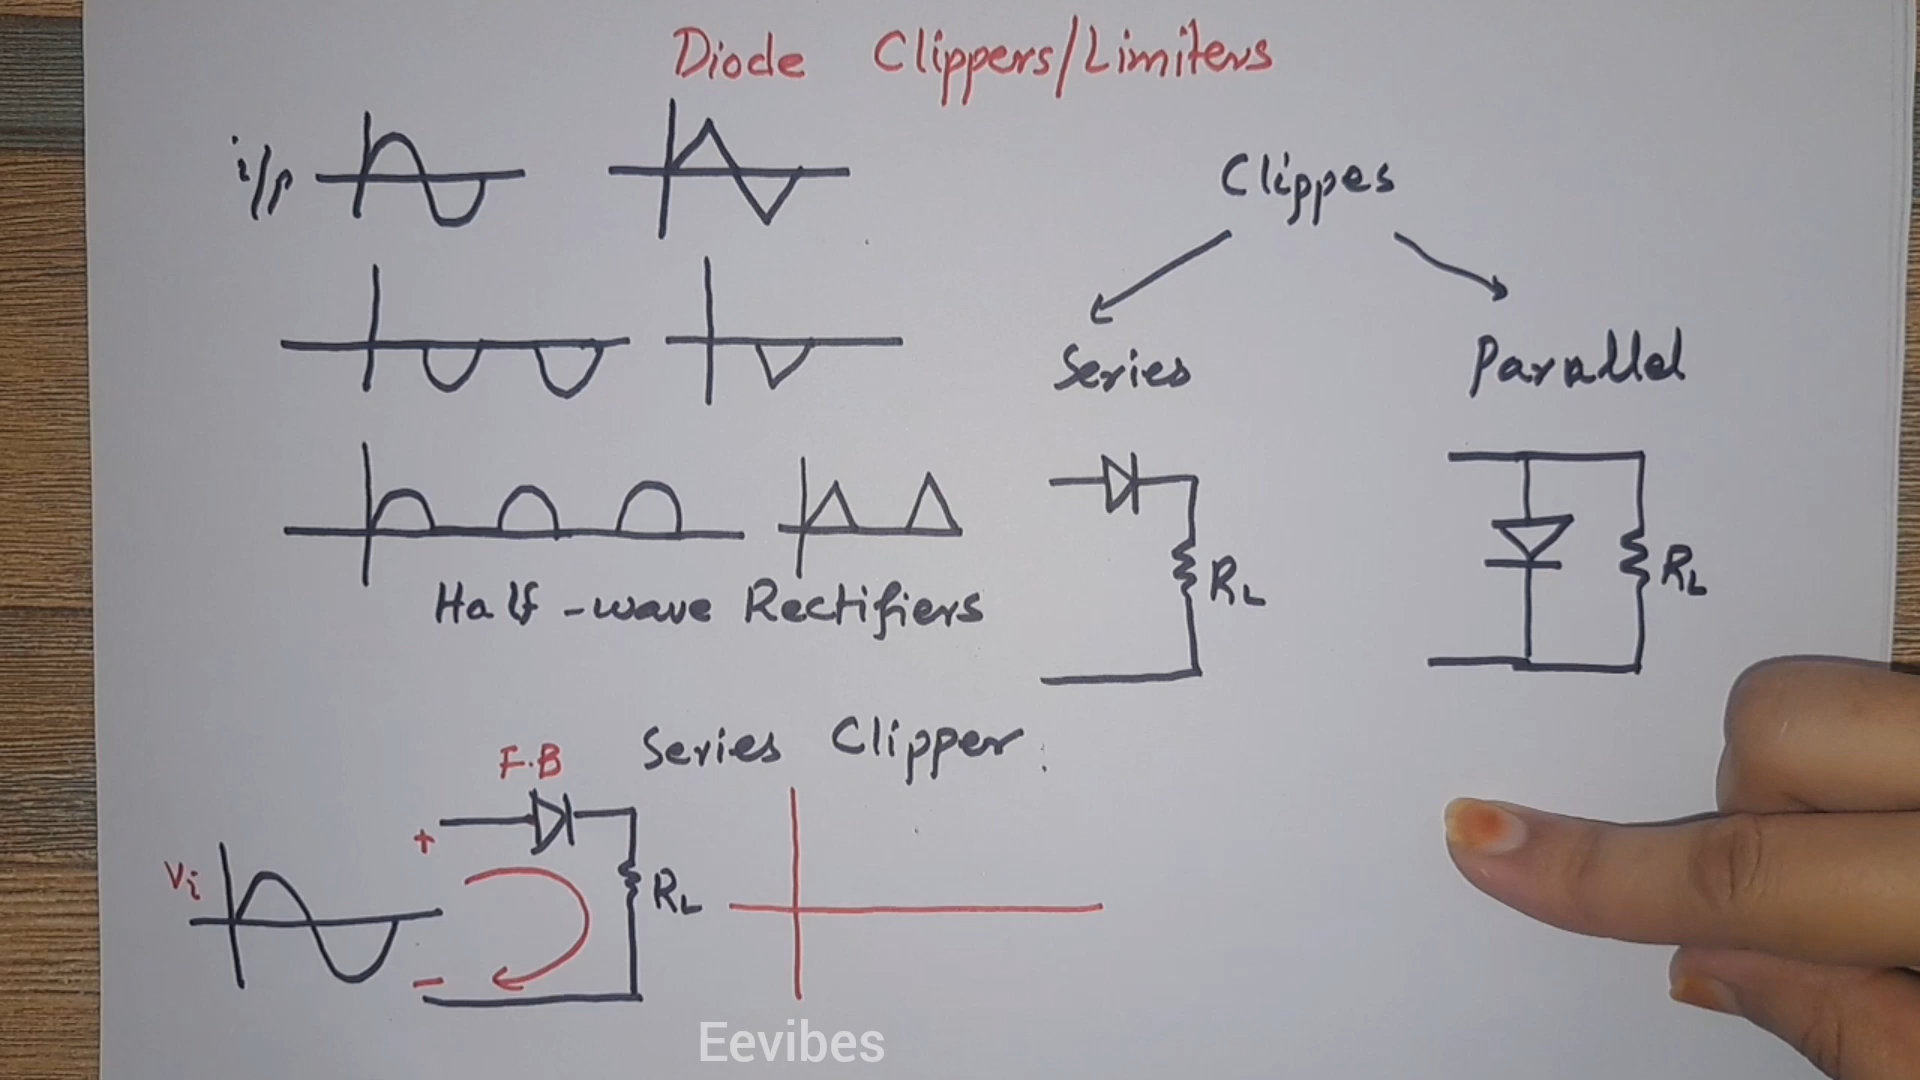 Diode Clippers/Limiters
i/p
Clippes
Series
Parallel
RL
RL
Half-wave Rectifiers
Series Clipper
F.B
+
Vi
RL
−
Eevibes